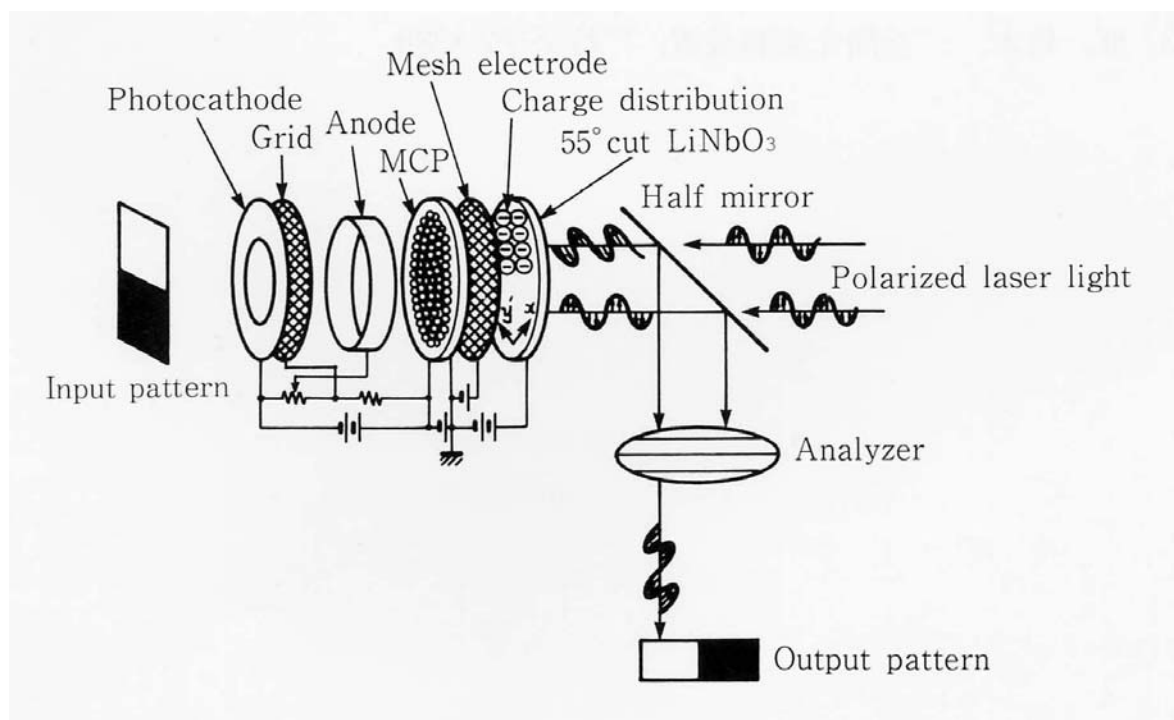 Mesh electrode
Photocathode
Charge distribution
Grid
Anode
55° cut LiNbO₃
MCP
Half mirror
Polarized laser light
y′ x
Input pattern
Analyzer
Output pattern